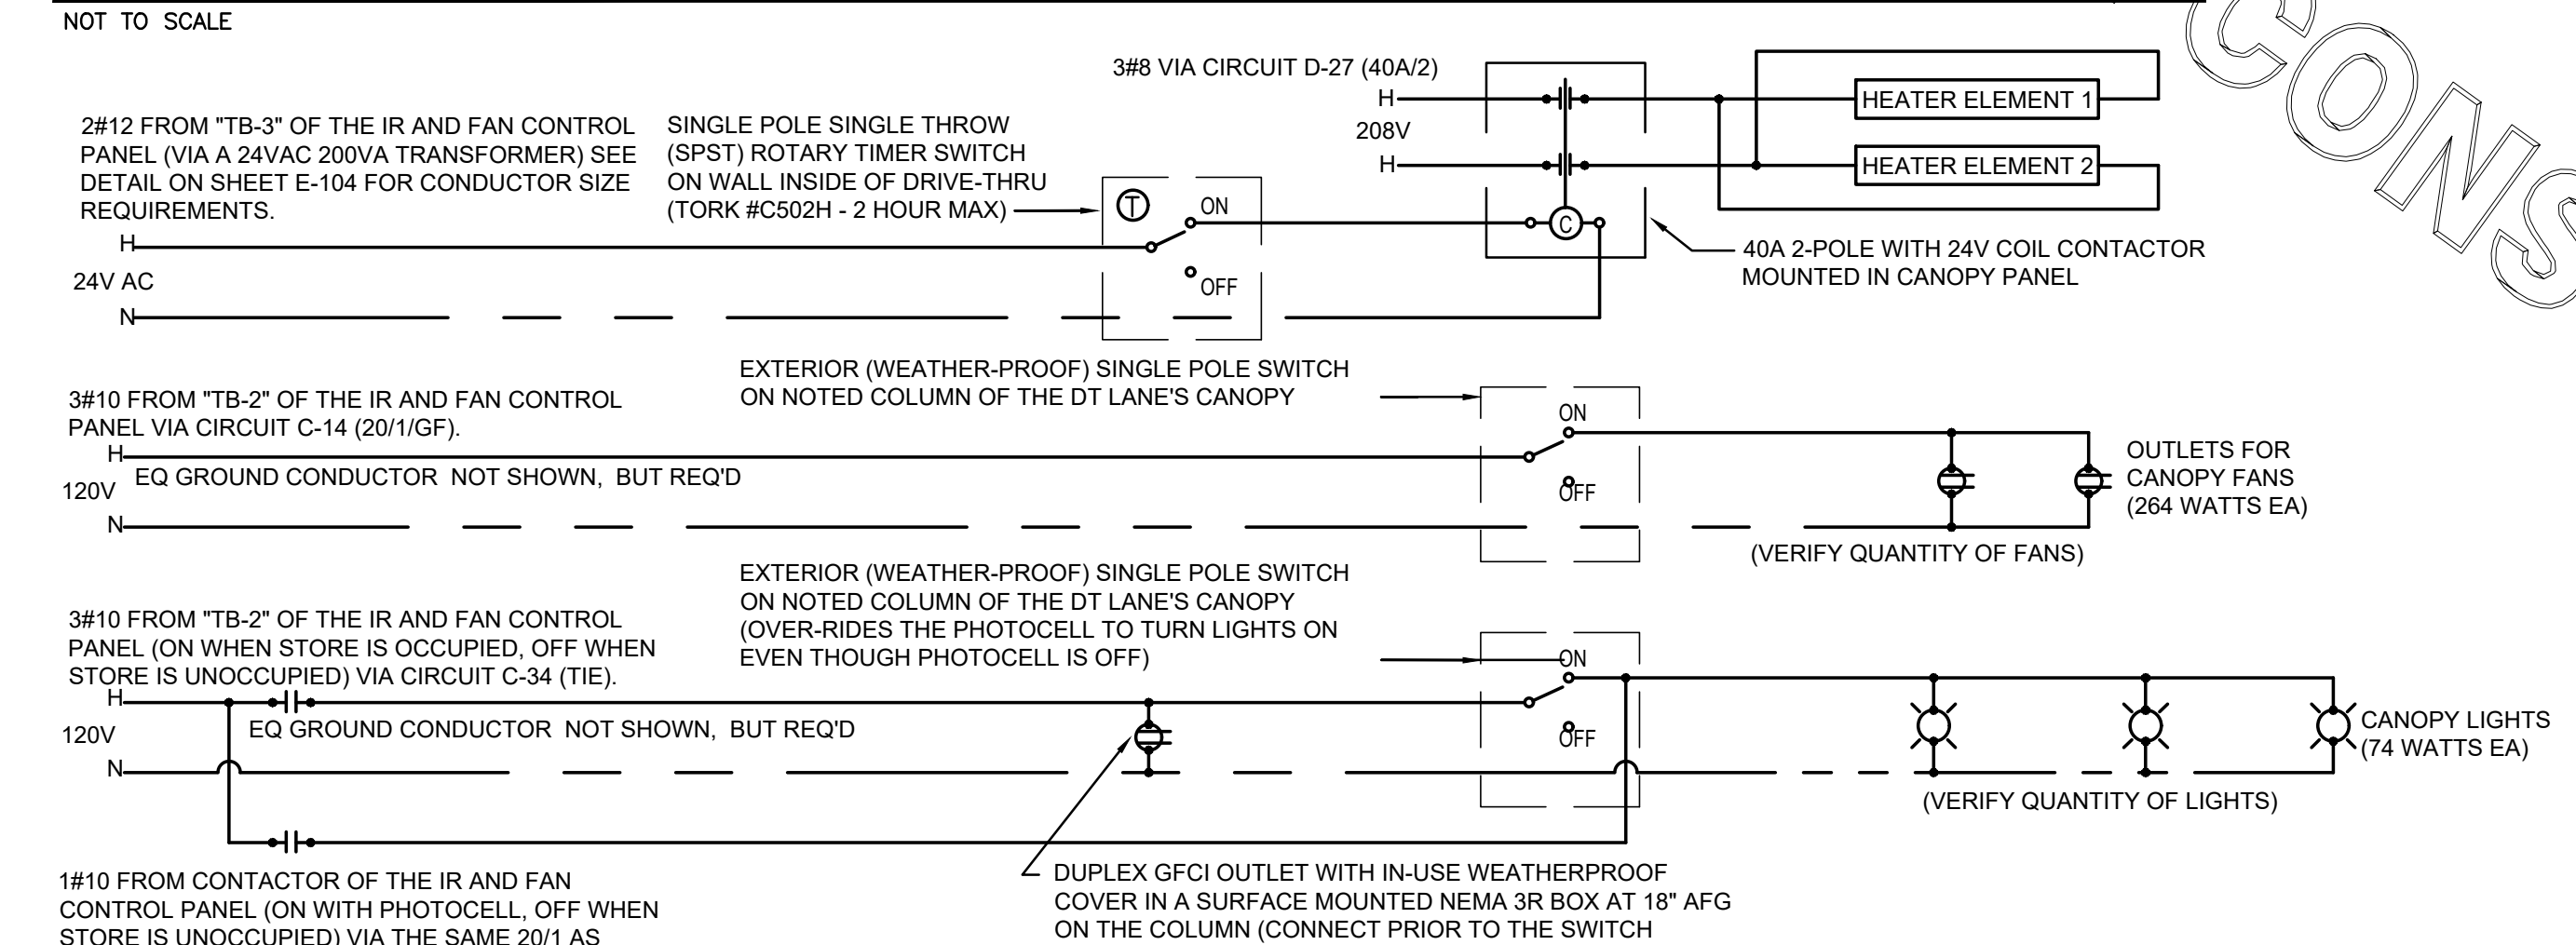 NOT TO SCALE
3#8 VIA CIRCUIT D-27 (40A/2)
H
208V
H
HEATER ELEMENT 1
HEATER ELEMENT 2
2#12 FROM "TB-3" OF THE IR AND FAN CONTROL
PANEL (VIA A 24VAC 200VA TRANSFORMER) SEE
DETAIL ON SHEET E-104 FOR CONDUCTOR SIZE
REQUIREMENTS.
SINGLE POLE SINGLE THROW
(SPST) ROTARY TIMER SWITCH
ON WALL INSIDE OF DRIVE-THRU
(TORK #C502H - 2 HOUR MAX)
T
ON
OFF
C
H
24V AC
N
40A 2-POLE WITH 24V COIL CONTACTOR
MOUNTED IN CANOPY PANEL
EXTERIOR (WEATHER-PROOF) SINGLE POLE SWITCH
ON NOTED COLUMN OF THE DT LANE'S CANOPY
3#10 FROM "TB-2" OF THE IR AND FAN CONTROL
PANEL VIA CIRCUIT C-14 (20/1/GF).
H
EQ GROUND CONDUCTOR NOT SHOWN, BUT REQ'D
120V
N
ON
OFF
OUTLETS FOR
CANOPY FANS
(264 WATTS EA)
(VERIFY QUANTITY OF FANS)
EXTERIOR (WEATHER-PROOF) SINGLE POLE SWITCH
ON NOTED COLUMN OF THE DT LANE'S CANOPY
(OVER-RIDES THE PHOTOCELL TO TURN LIGHTS ON
EVEN THOUGH PHOTOCELL IS OFF)
3#10 FROM "TB-2" OF THE IR AND FAN CONTROL
PANEL (ON WHEN STORE IS OCCUPIED, OFF WHEN
STORE IS UNOCCUPIED) VIA CIRCUIT C-34 (TIE).
H
EQ GROUND CONDUCTOR NOT SHOWN, BUT REQ'D
120V
N
ON
OFF
CANOPY LIGHTS
(74 WATTS EA)
(VERIFY QUANTITY OF LIGHTS)
1#10 FROM CONTACTOR OF THE IR AND FAN
CONTROL PANEL (ON WITH PHOTOCELL, OFF WHEN
STORE IS UNOCCUPIED) VIA THE SAME 20/1 AS
DUPLEX GFCI OUTLET WITH IN-USE WEATHERPROOF
COVER IN A SURFACE MOUNTED NEMA 3R BOX AT 18" AFG
ON THE COLUMN (CONNECT PRIOR TO THE SWITCH
CONS